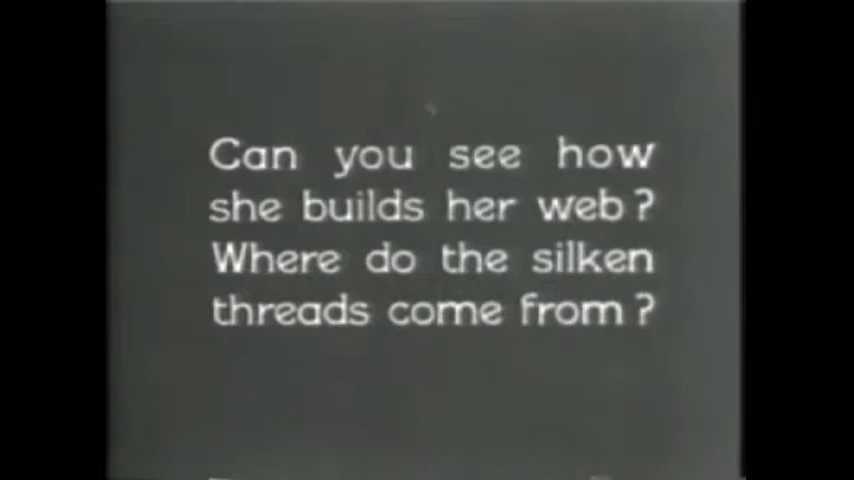 Can you see how
she builds her web?
Where do the silken
threads come from?